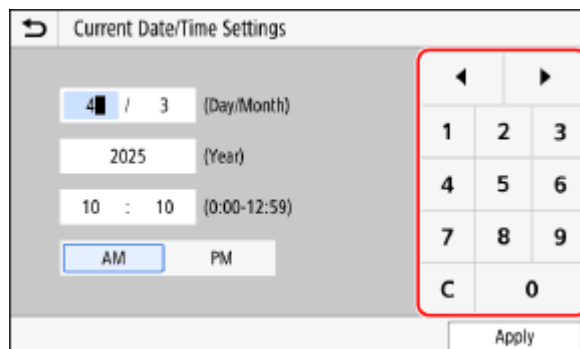 Current Date/Time Settings
4 / 3 (Day/Month)
2025 (Year)
10 : 10 (0:00-12:59)
AM PM
1 2 3
4 5 6
7 8 9
C 0
Apply